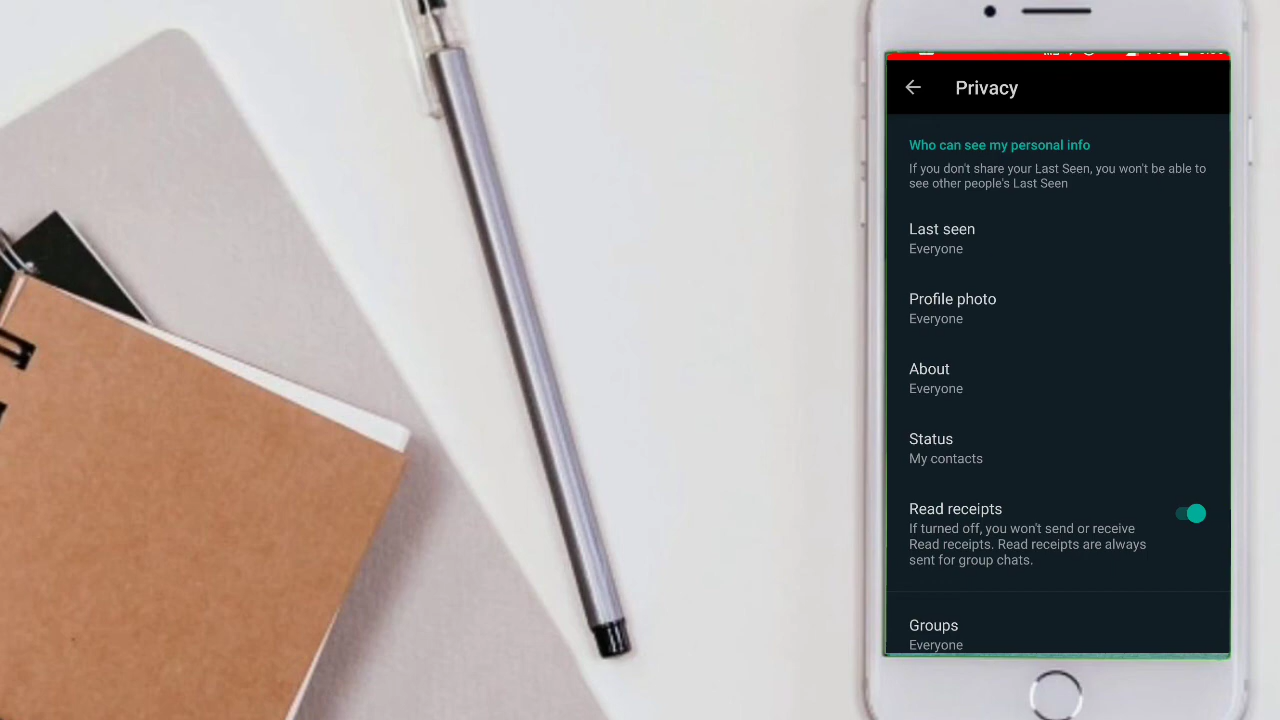 Privacy
Who can see my personal info
If you don't share your Last Seen, you won't be able to
see other people's Last Seen
Last seen
Everyone
Profile photo
Everyone
About
Everyone
Status
My contacts
Read receipts
If turned off, you won't send or receive
Read receipts. Read receipts are always
sent for group chats.
Groups
Everyone